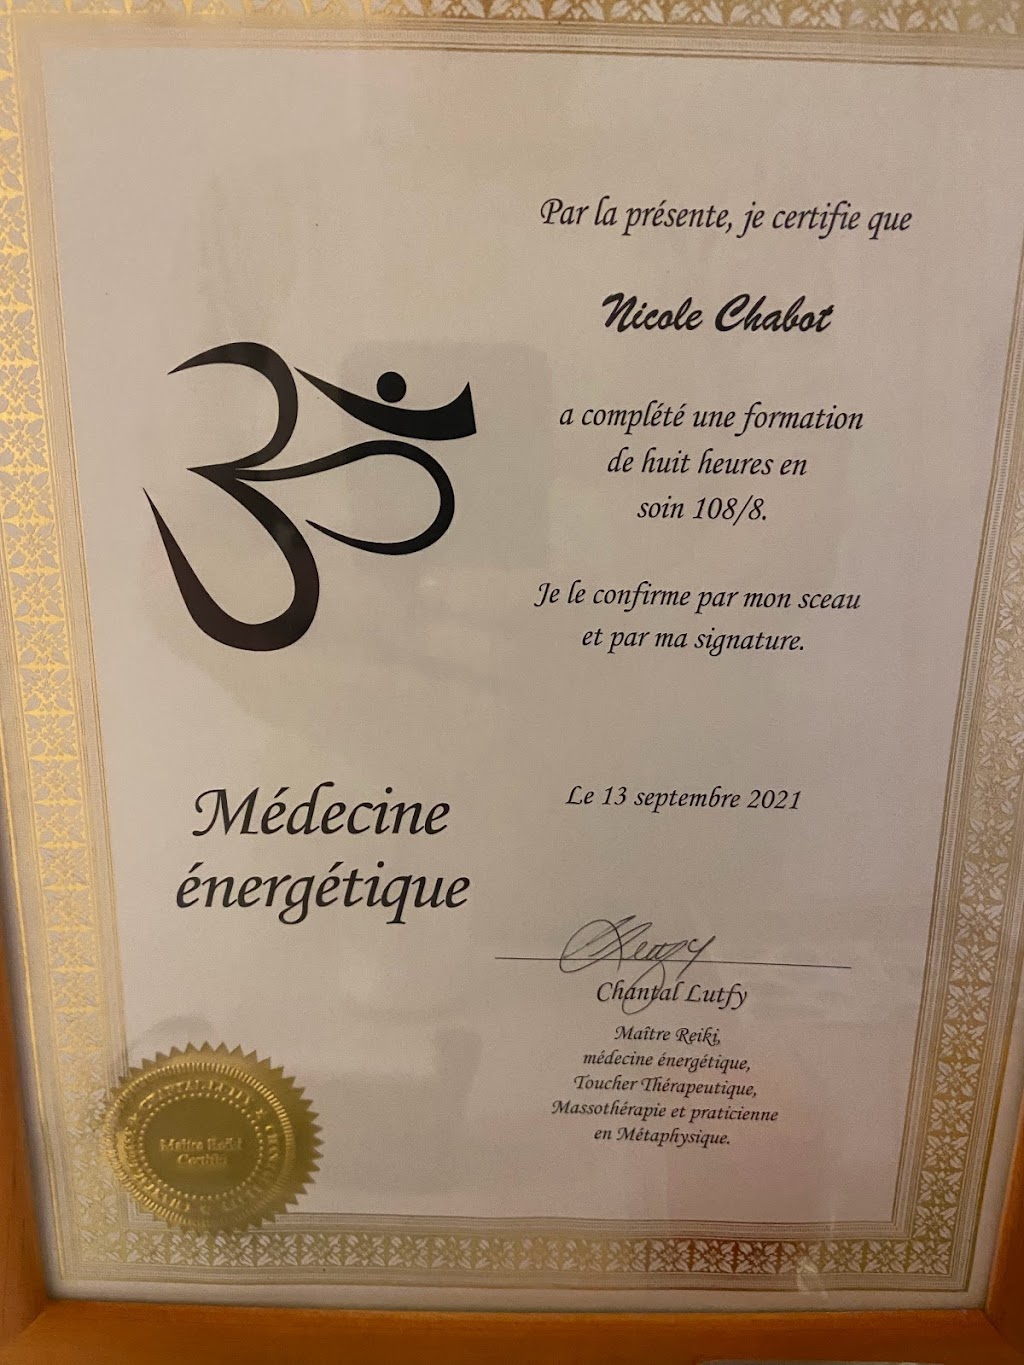 Par la présente, je certifie que
Nicole Chabot
a complété une formation
de huit heures en
soin 108/8.
Je le confirme par mon sceau
et par ma signature.
Médecine
énergétique
Le 13 septembre 2021
Chantal Lutfy
Maître Reiki,
médecine énergétique,
Toucher Thérapeutique,
Massothérapie et praticienne
en Métaphysique.
CHANTAL LUTFY
Maître Reiki
Certifié